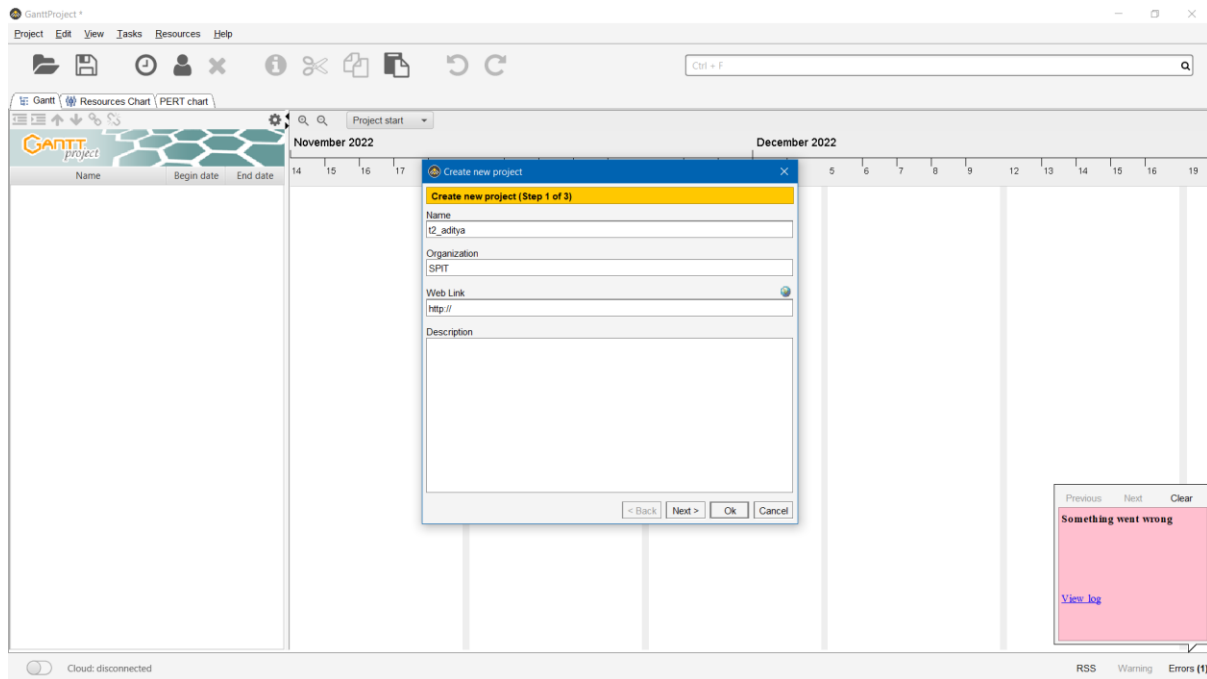 GanttProject *
Project Edit View Tasks Resources Help
Ctrl + F
Gantt Resources Chart PERT chart
Project start
GANTT project
November 2022 December 2022
Name Begin date End date
14 15 16 17 5 6 7 8 9 12 13 14 15 16 19
Create new project
Create new project (Step 1 of 3)
Name
t2_aditya
Organization
SPIT
Web Link
http://
Description
< Back Next > Ok Cancel
Previous Next Clear
Something went wrong
View log
Cloud: disconnected
RSS Warning Errors (1)